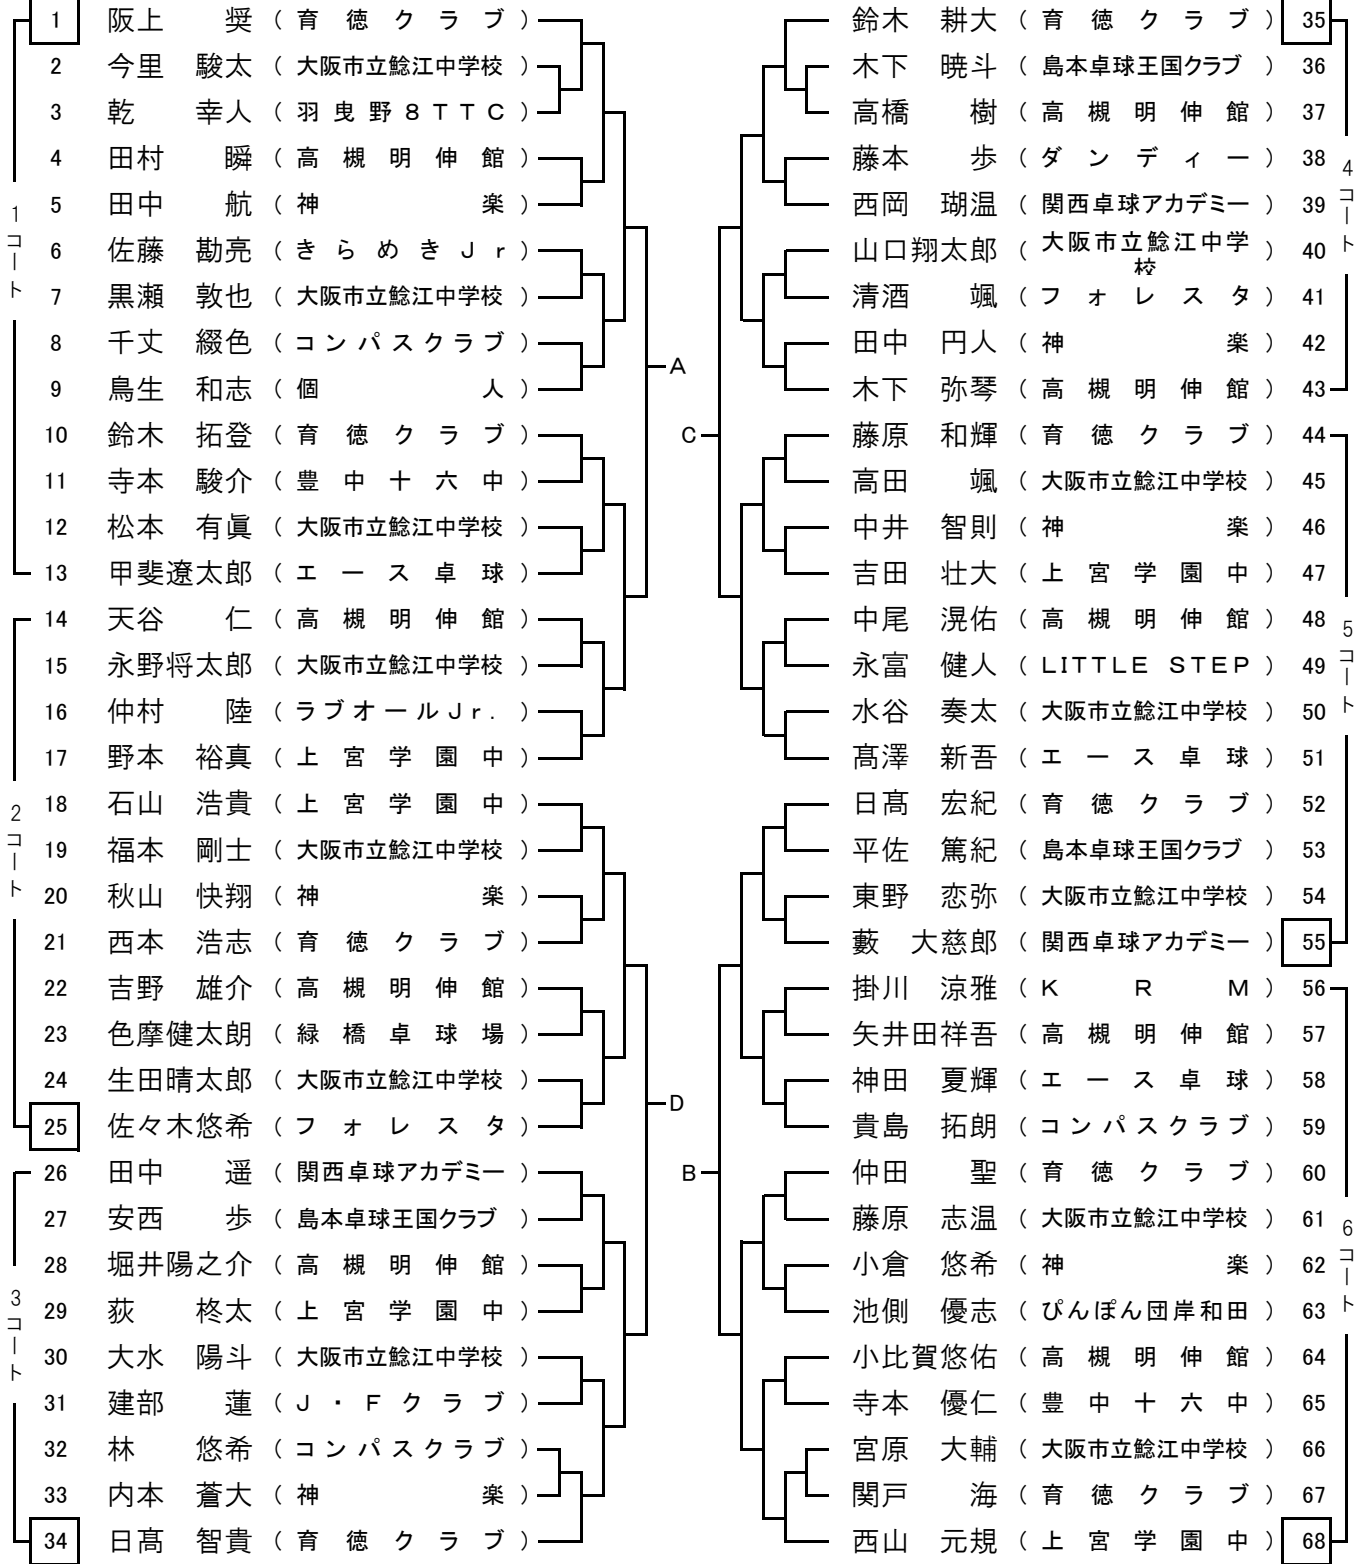 1 阪上 奨 (育徳クラブ)
2 今里 駿太 (大阪市立鯰江中学校)
3 乾 幸人 (羽曳野8TTC)
4 田村 瞬 (高槻明伸館)
5 田中 航 (神楽)
6 佐藤 勘亮 (きらめきJr)
7 黒瀬 敦也 (大阪市立鯰江中学校)
8 千丈 綴色 (コンパスクラブ)
9 鳥生 和志 (個人)
10 鈴木 拓登 (育徳クラブ)
11 寺本 駿介 (豊中十六中)
12 松本 有眞 (大阪市立鯰江中学校)
13 甲斐遼太郎 (エース卓球)
1コート
14 天谷 仁 (高槻明伸館)
15 永野将太郎 (大阪市立鯰江中学校)
16 仲村 陸 (ラブオールJr.)
17 野本 裕真 (上宮学園中)
A
18 石山 浩貴 (上宮学園中)
19 福本 剛士 (大阪市立鯰江中学校)
20 秋山 快翔 (神楽)
21 西本 浩志 (育徳クラブ)
22 吉野 雄介 (高槻明伸館)
23 色摩健太朗 (緑橋卓球場)
24 生田晴太郎 (大阪市立鯰江中学校)
25 佐々木悠希 (フォレスタ)
2コート
26 田中 遥 (関西卓球アカデミー)
27 安西 歩 (島本卓球王国クラブ)
28 堀井陽之介 (高槻明伸館)
29 荻 柊太 (上宮学園中)
30 大水 陽斗 (大阪市立鯰江中学校)
31 建部 蓮 (J・Fクラブ)
32 林 悠希 (コンパスクラブ)
33 内本 蒼大 (神楽)
34 日髙 智貴 (育徳クラブ)
3コート
D
鈴木 耕大 (育徳クラブ) 35
木下 暁斗 (島本卓球王国クラブ) 36
高橋 樹 (高槻明伸館) 37
藤本 歩 (ダンディー) 38
西岡 瑚温 (関西卓球アカデミー) 39
山口翔太郎 (大阪市立鯰江中学
校) 40
清酒 颯 (フォレスタ) 41
田中 円人 (神楽) 42
木下 弥琴 (高槻明伸館) 43
4コート
C
藤原 和輝 (育徳クラブ) 44
高田 颯 (大阪市立鯰江中学校) 45
中井 智則 (神楽) 46
吉田 壮大 (上宮学園中) 47
中尾 滉佑 (高槻明伸館) 48
永富 健人 (LITTLE STEP) 49
水谷 奏太 (大阪市立鯰江中学校) 50
髙澤 新吾 (エース卓球) 51
日髙 宏紀 (育徳クラブ) 52
平佐 篤紀 (島本卓球王国クラブ) 53
東野 恋弥 (大阪市立鯰江中学校) 54
藪 大慈郎 (関西卓球アカデミー) 55
5コート
掛川 涼雅 (KRM) 56
矢井田祥吾 (高槻明伸館) 57
神田 夏輝 (エース卓球) 58
貴島 拓朗 (コンパスクラブ) 59
B
仲田 聖 (育徳クラブ) 60
藤原 志温 (大阪市立鯰江中学校) 61
小倉 悠希 (神楽) 62
池側 優志 (ぴんぽん団岸和田) 63
小比賀悠佑 (高槻明伸館) 64
寺本 優仁 (豊中十六中) 65
宮原 大輔 (大阪市立鯰江中学校) 66
関戸 海 (育徳クラブ) 67
西山 元規 (上宮学園中) 68
6コート